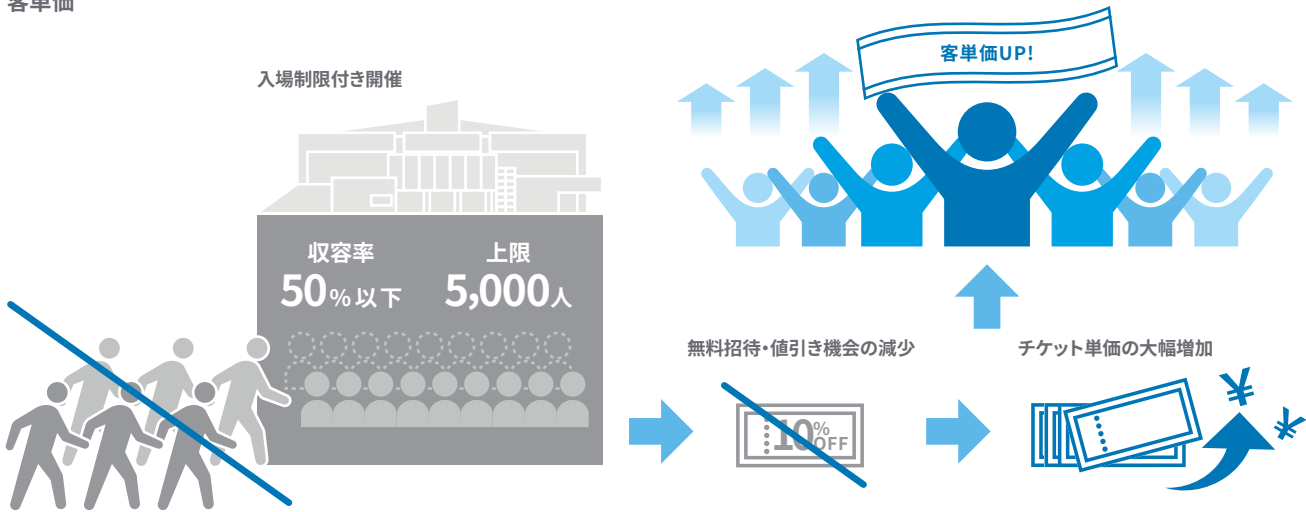 客単価
入場制限付き開催
収容率
50%以下
上限
5,000人
無料招待・値引き機会の減少
10%OFF
チケット単価の大幅増加
¥
¥
客単価UP!